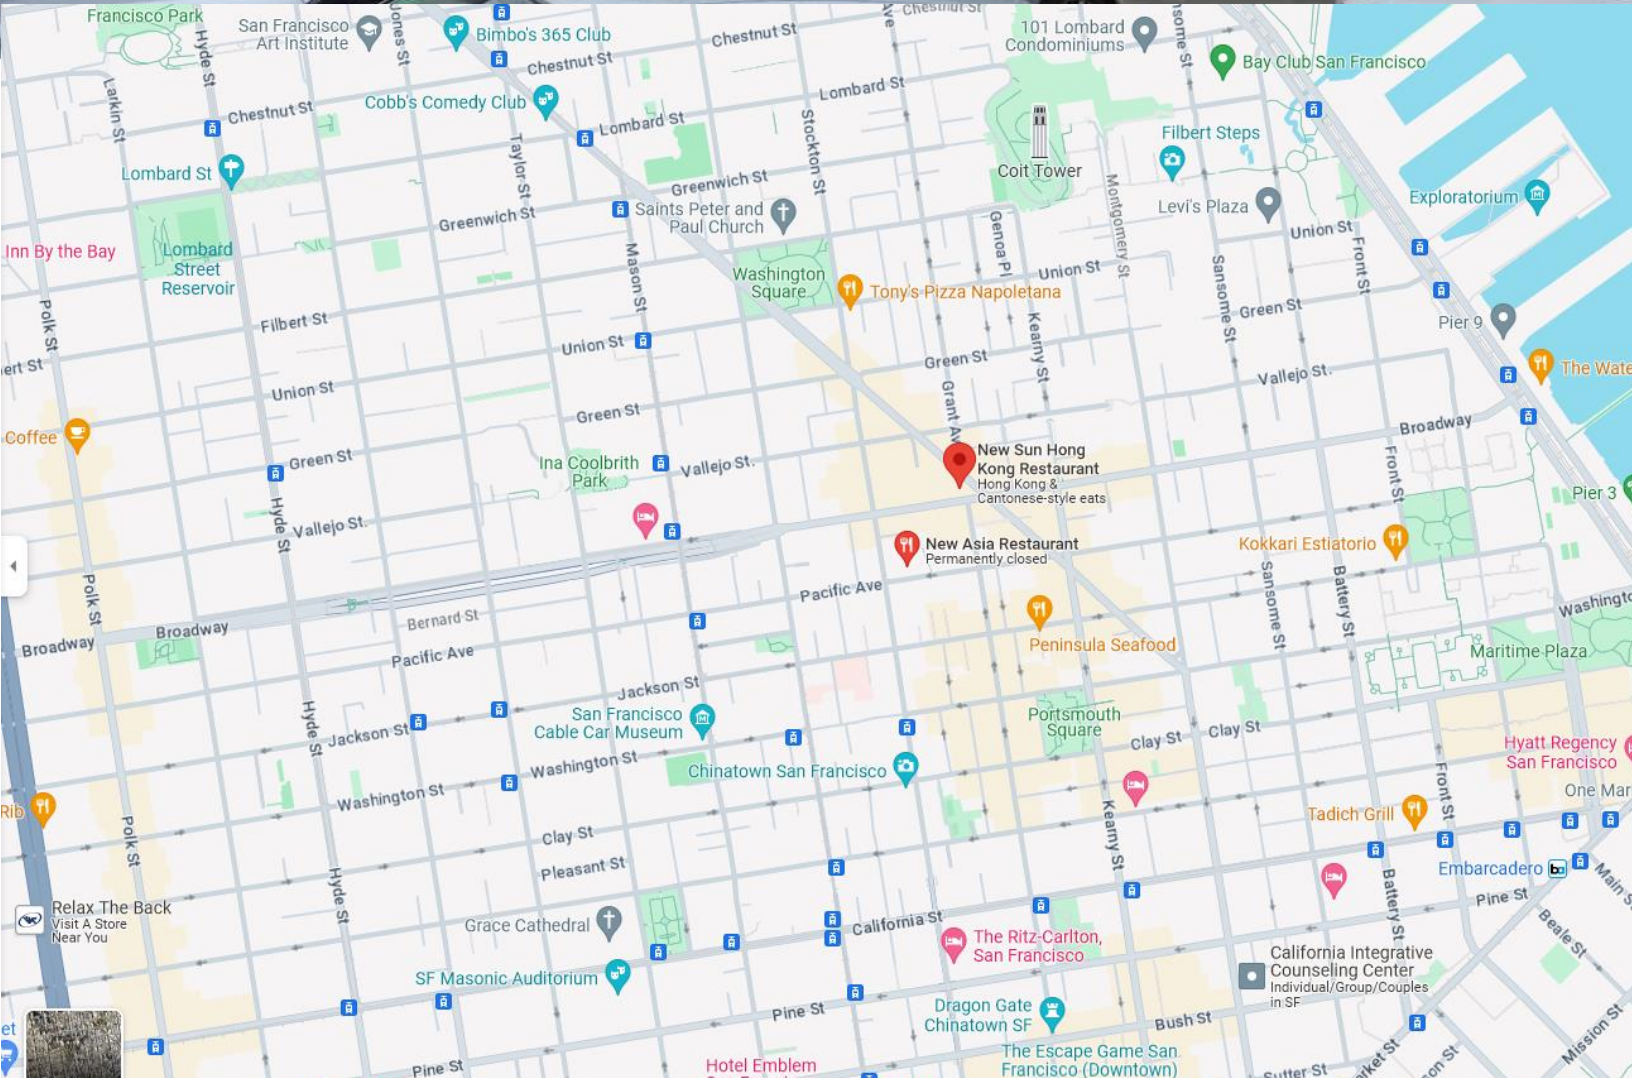 Francisco Park
San Francisco
Art Institute
Jones St
Bimbo's 365 Club
Chestnut St
Chestnut St
Ave
Chestnut St
101 Lombard
Condominiums
nsome St
Bay Club San Francisco
Hyde St
Larkin St
Chestnut St
Cobb's Comedy Club
Lombard St
Lombard St
Taylor St
Stockton St
Coit Tower
Filbert Steps
Lombard St
Greenwich St
Greenwich St
Saints Peter and
Paul Church
Montgomery St
Levi's Plaza
Exploratorium
Inn By the Bay
Lombard
Street
Reservoir
Mason St
Washington
Square
Genoa Pl
Union St
Union St
Front St
Tony's Pizza Napoletana
Sansome St
Polk St
Filbert St
Union St
Kearny St
Green St
Pier 9
ert St
Union St
Green St
Green St
Grant Av
Vallejo St.
The Wate
Coffee
Green St
Ina Coolbrith
Park
Vallejo St.
New Sun Hong
Kong Restaurant
Hong Kong &
Cantonese-style eats
Broadway
Front St
Pier 3
Hyde St
Vallejo St.
New Asia Restaurant
Permanently closed
Kokkari Estiatorio
Polk St
Pacific Ave
Sansome St
Battery St
Washingto
Broadway
Broadway
Bernard St
Pacific Ave
Peninsula Seafood
Maritime Plaza
Jackson St
Hyde St
Jackson St
San Francisco
Cable Car Museum
Portsmouth
Square
Clay St
Clay St
Hyatt Regency
San Francisco
Washington St
Washington St
Chinatown San Francisco
Front St
One Mar
Rib
Polk St
Clay St
Kearny St
Tadich Grill
Pleasant St
Hyde St
Embarcadero
ba
Main S
Battery St
Pine St
Beale St
Relax The Back
Visit A Store
Near You
Grace Cathedral
California St
The Ritz-Carlton,
San Francisco
California Integrative
Counseling Center
Individual/Group/Couples
in SF
SF Masonic Auditorium
Pine St
Dragon Gate
Chinatown SF
Bush St
Mission St
et
The Escape Game San
Francisco (Downtown)
Hotel Emblem
Pine St
Sutter St
rket St
son St